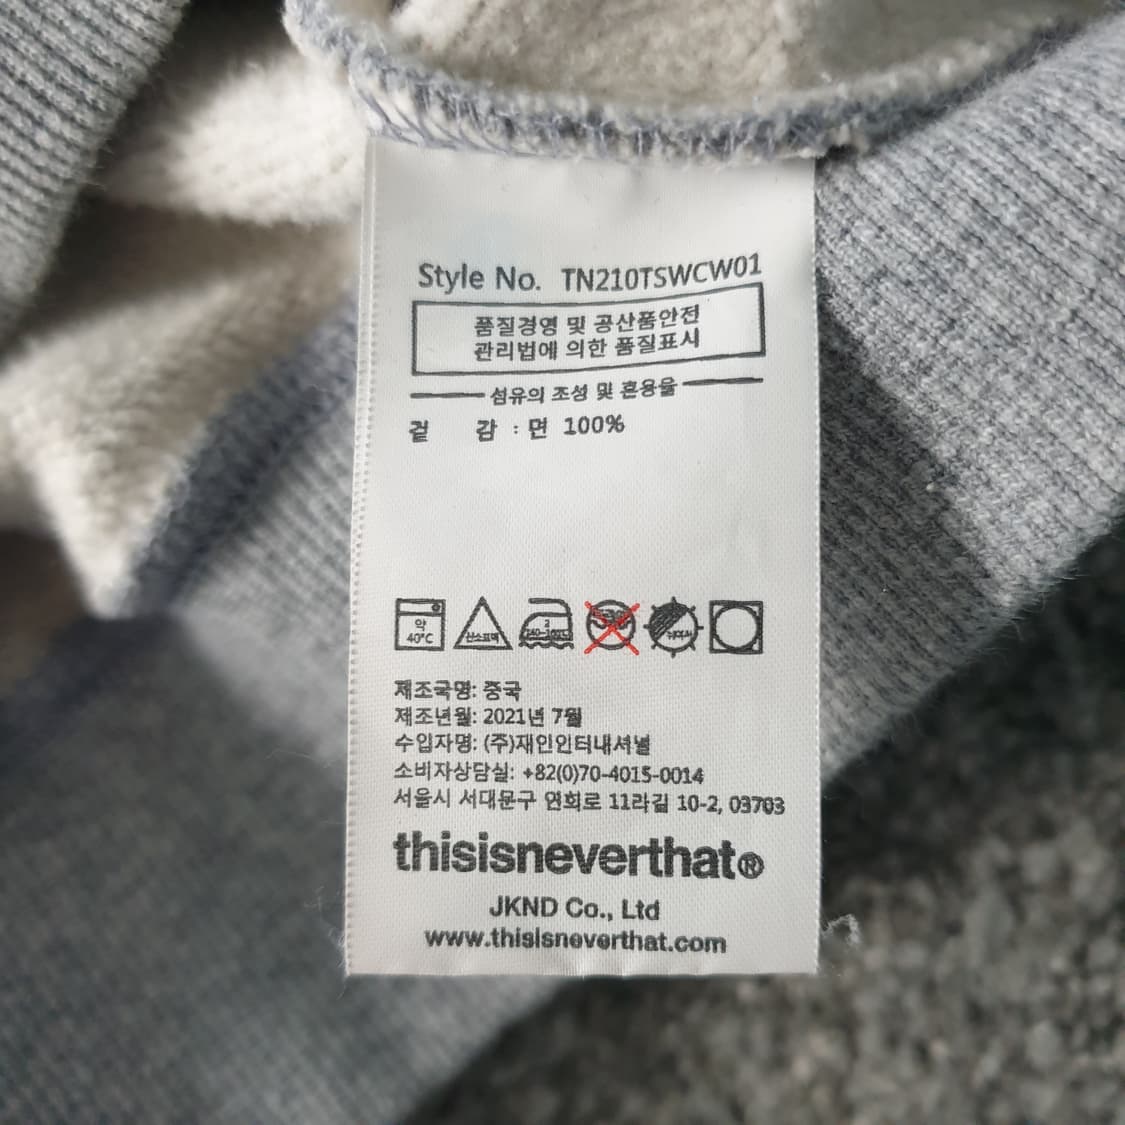 Style No. TN210TSWCW01
품질경영 및 공산품안전
관리법에 의한 품질표시
섬유의 조성 및 혼용율
겉 감 : 면 100%
약
40℃
산소표백
3
제조국명: 중국
제조년월: 2021년 7월
수입자명: (주)재인인터내셔널
소비자상담실: +82(0)70-4015-0014
서울시 서대문구 연희로 11라길 10-2, 03703
thisisneverthat®
JKND Co., Ltd
www.thisisneverthat.com